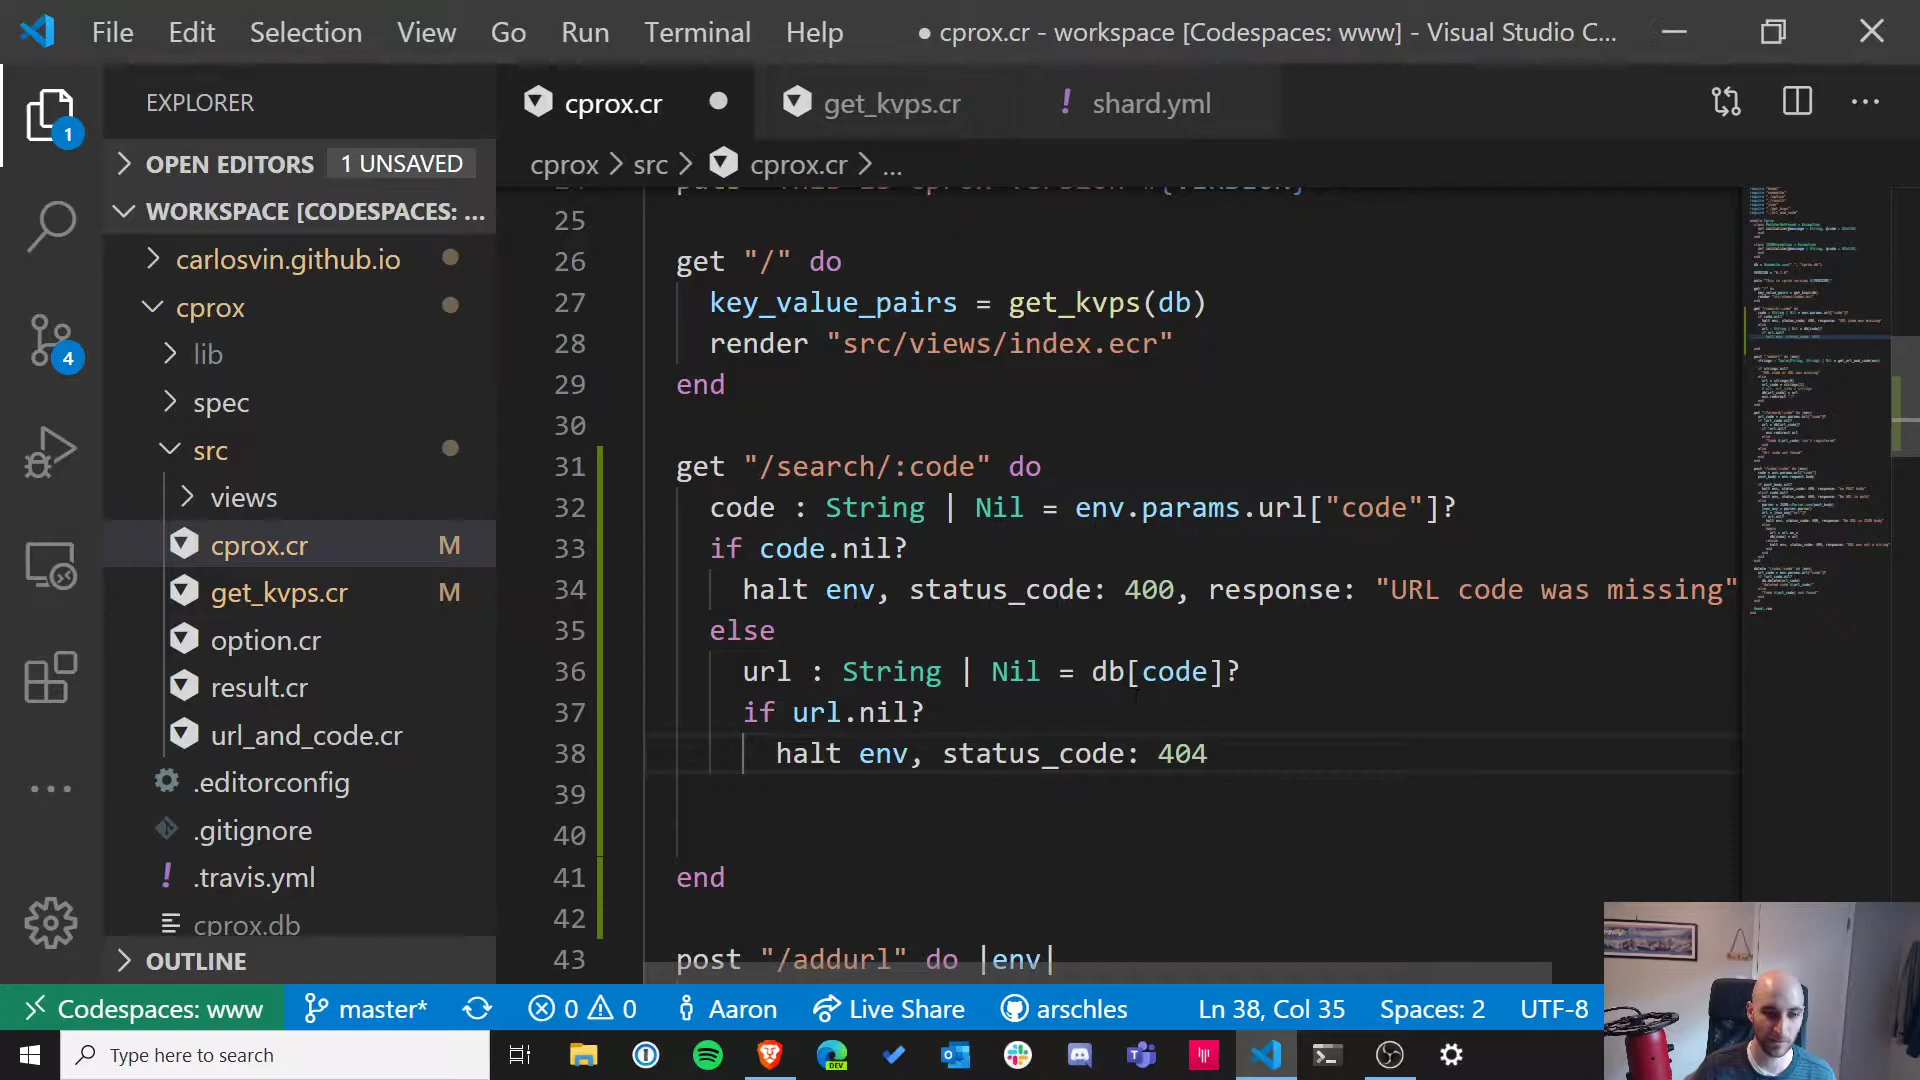 File Edit Selection View Go Run Terminal Help
● cprox.cr - workspace [Codespaces: www] - Visual Studio C...
EXPLORER
1
OPEN EDITORS 1 UNSAVED
WORKSPACE [CODESPACES: ...
carlosvin.github.io
cprox
lib
spec
src
views
cprox.cr M
get_kvps.cr M
option.cr
result.cr
url_and_code.cr
.editorconfig
.gitignore
.travis.yml
cprox.db
OUTLINE
4
cprox.cr
get_kvps.cr
! shard.yml
cprox > src > cprox.cr > ...
25
26 get "/" do
27 key_value_pairs = get_kvps(db)
28 render "src/views/index.ecr"
29 end
30
31 get "/search/:code" do
32 code : String | Nil = env.params.url["code"]?
33 if code.nil?
34 halt env, status_code: 400, response: "URL code was missing"
35 else
36 url : String | Nil = db[code]?
37 if url.nil?
38 halt env, status_code: 404
39
40
41 end
42
43 post "/addurl" do |env|
Codespaces: www master* 0 0 Aaron Live Share arschles Ln 38, Col 35 Spaces: 2 UTF-8
Type here to search